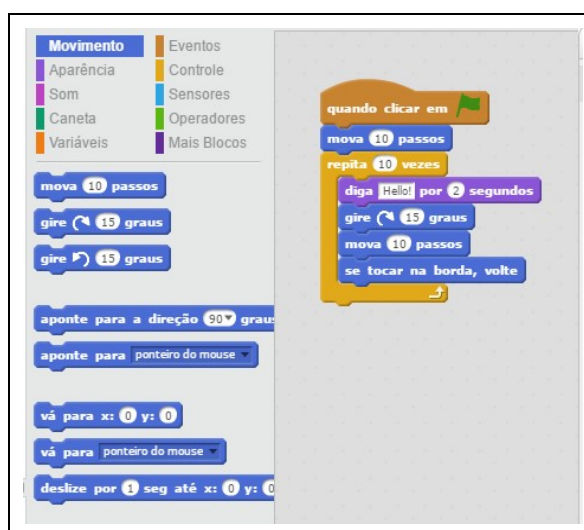 Movimento
Eventos
Aparência
Controle
Som
Sensores
Caneta
Operadores
Variáveis
Mais Blocos
mova 10 passos
gire 15 graus
gire 15 graus
aponte para a direção 90 graus
aponte para ponteiro do mouse
vá para x: 0 y: 0
vá para ponteiro do mouse
deslize por 1 seg até x: 0 y: 0
quando clicar em
mova 10 passos
repita 10 vezes
diga Hello! por 2 segundos
gire 15 graus
mova 10 passos
se tocar na borda, volte